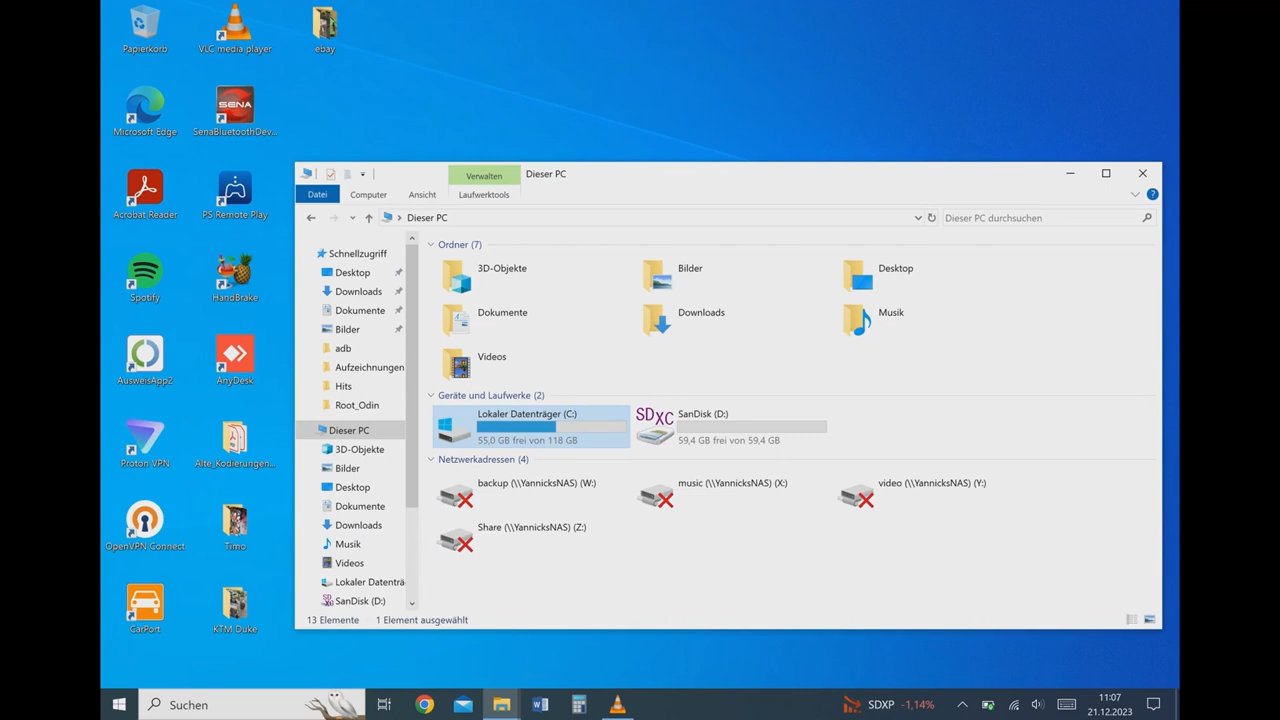 Papierkorb
VLC media player
ebay
Microsoft Edge
SENA
SenaBluetoothDev...
Acrobat Reader
PS Remote Play
Spotify
HandBrake
AusweisApp2
AnyDesk
Proton VPN
Alte_Kodierungen...
OpenVPN Connect
Timo
CarPort
KTM Duke
Verwalten
Dieser PC
Datei
Computer
Ansicht
Laufwerktools
Dieser PC
Dieser PC durchsuchen
Schnellzugriff
Desktop
Downloads
Dokumente
Bilder
adb
Aufzeichnungen
Hits
Root_Odin
Dieser PC
3D-Objekte
Bilder
Desktop
Dokumente
Downloads
Musik
Videos
Lokaler Datenträ
SanDisk (D:)
Ordner (7)
3D-Objekte
Bilder
Desktop
Dokumente
Downloads
Musik
Videos
Geräte und Laufwerke (2)
Lokaler Datenträger (C:)
55,0 GB frei von 118 GB
SDXC
SanDisk (D:)
59,4 GB frei von 59,4 GB
Netzwerkadressen (4)
backup (\\YannicksNAS) (W:)
music (\\YannicksNAS) (X:)
video (\\YannicksNAS) (Y:)
Share (\\YannicksNAS) (Z:)
13 Elemente
1 Element ausgewählt
Suchen
SDXP -1,14%
11:07
21.12.2023